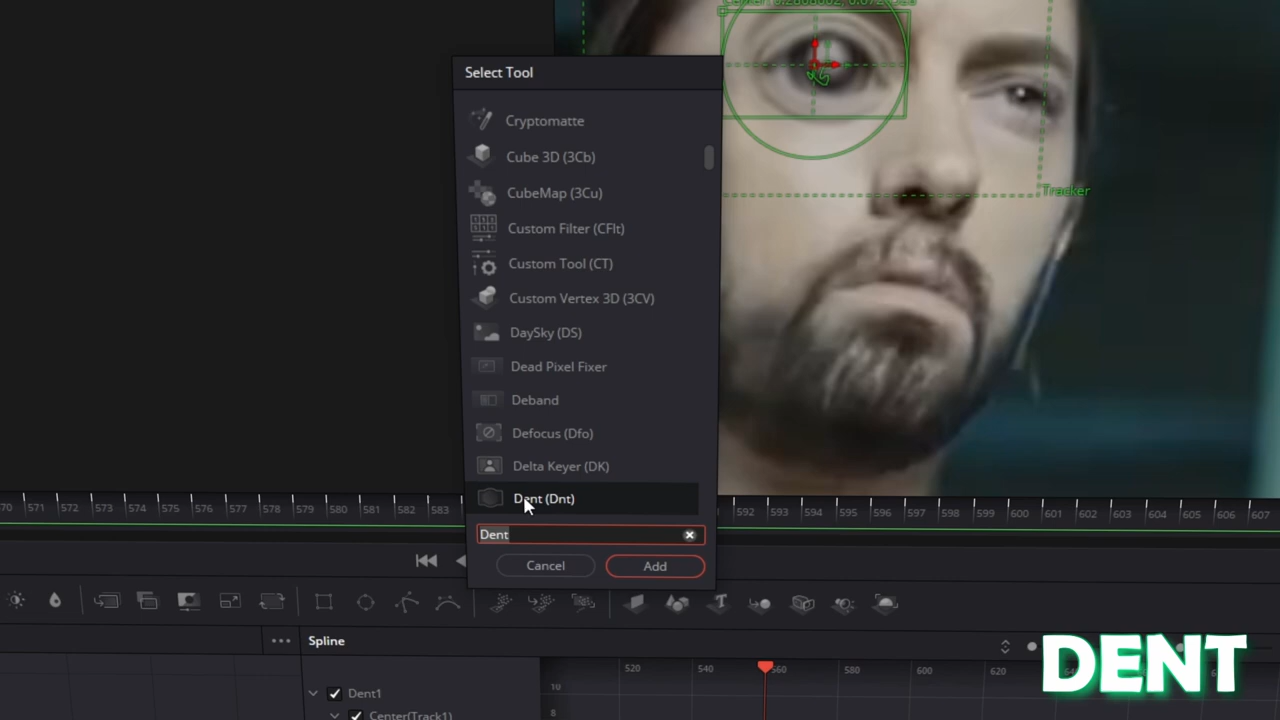 Select Tool
Cryptomatte
Cube 3D (3Cb)
CubeMap (3Cu)
Custom Filter (CFlt)
Custom Tool (CT)
Custom Vertex 3D (3CV)
DaySky (DS)
Dead Pixel Fixer
Deband
Defocus (Dfo)
Delta Keyer (DK)
Dent (Dnt)
Dent
Cancel Add
Tracker
571 572 573 574 575 576 577 578 579 580 581 582 583
592 593 594 595 596 597 598 599 600 601 602 603 604 605 606 607
Spline
520 540 560 580 600
10
8
Dent1
Center(Track1)
DENT